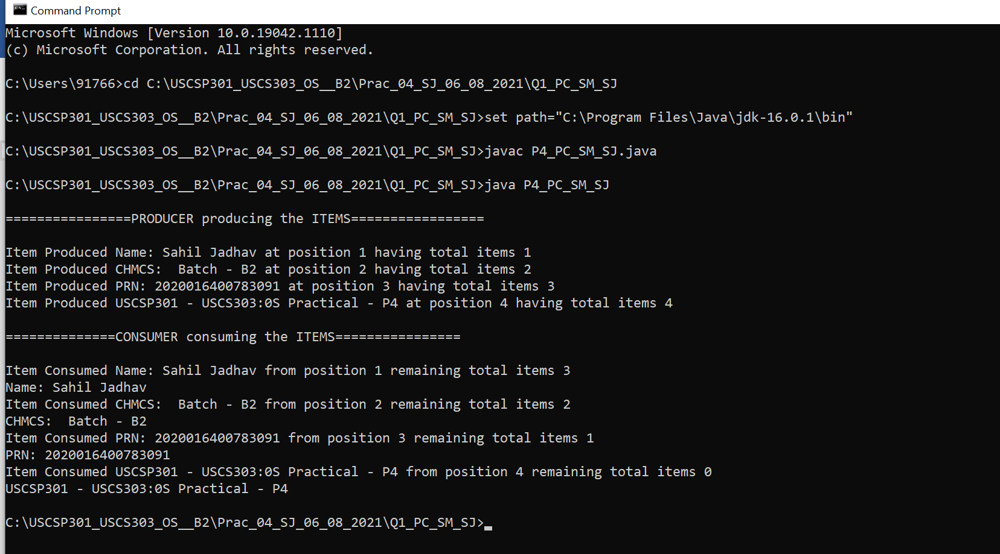 Command Prompt
Microsoft Windows [Version 10.0.19042.1110]
(c) Microsoft Corporation. All rights reserved.
C:\Users\91766>cd C:\USCSP301_USCS303_OS__B2\Prac_04_SJ_06_08_2021\Q1_PC_SM_SJ
C:\USCSP301_USCS303_OS__B2\Prac_04_SJ_06_08_2021\Q1_PC_SM_SJ>set path="C:\Program Files\Java\jdk-16.0.1\bin"
C:\USCSP301_USCS303_OS__B2\Prac_04_SJ_06_08_2021\Q1_PC_SM_SJ>javac P4_PC_SM_SJ.java
C:\USCSP301_USCS303_OS__B2\Prac_04_SJ_06_08_2021\Q1_PC_SM_SJ>java P4_PC_SM_SJ
================PRODUCER producing the ITEMS=================
Item Produced Name: Sahil Jadhav at position 1 having total items 1
Item Produced CHMCS:  Batch - B2 at position 2 having total items 2
Item Produced PRN: 2020016400783091 at position 3 having total items 3
Item Produced USCSP301 - USCS303:0S Practical - P4 at position 4 having total items 4
==============CONSUMER consuming the ITEMS================
Item Consumed Name: Sahil Jadhav from position 1 remaining total items 3
Name: Sahil Jadhav
Item Consumed CHMCS:  Batch - B2 from position 2 remaining total items 2
CHMCS:  Batch - B2
Item Consumed PRN: 2020016400783091 from position 3 remaining total items 1
PRN: 2020016400783091
Item Consumed USCSP301 - USCS303:0S Practical - P4 from position 4 remaining total items 0
USCSP301 - USCS303:0S Practical - P4
C:\USCSP301_USCS303_OS__B2\Prac_04_SJ_06_08_2021\Q1_PC_SM_SJ>